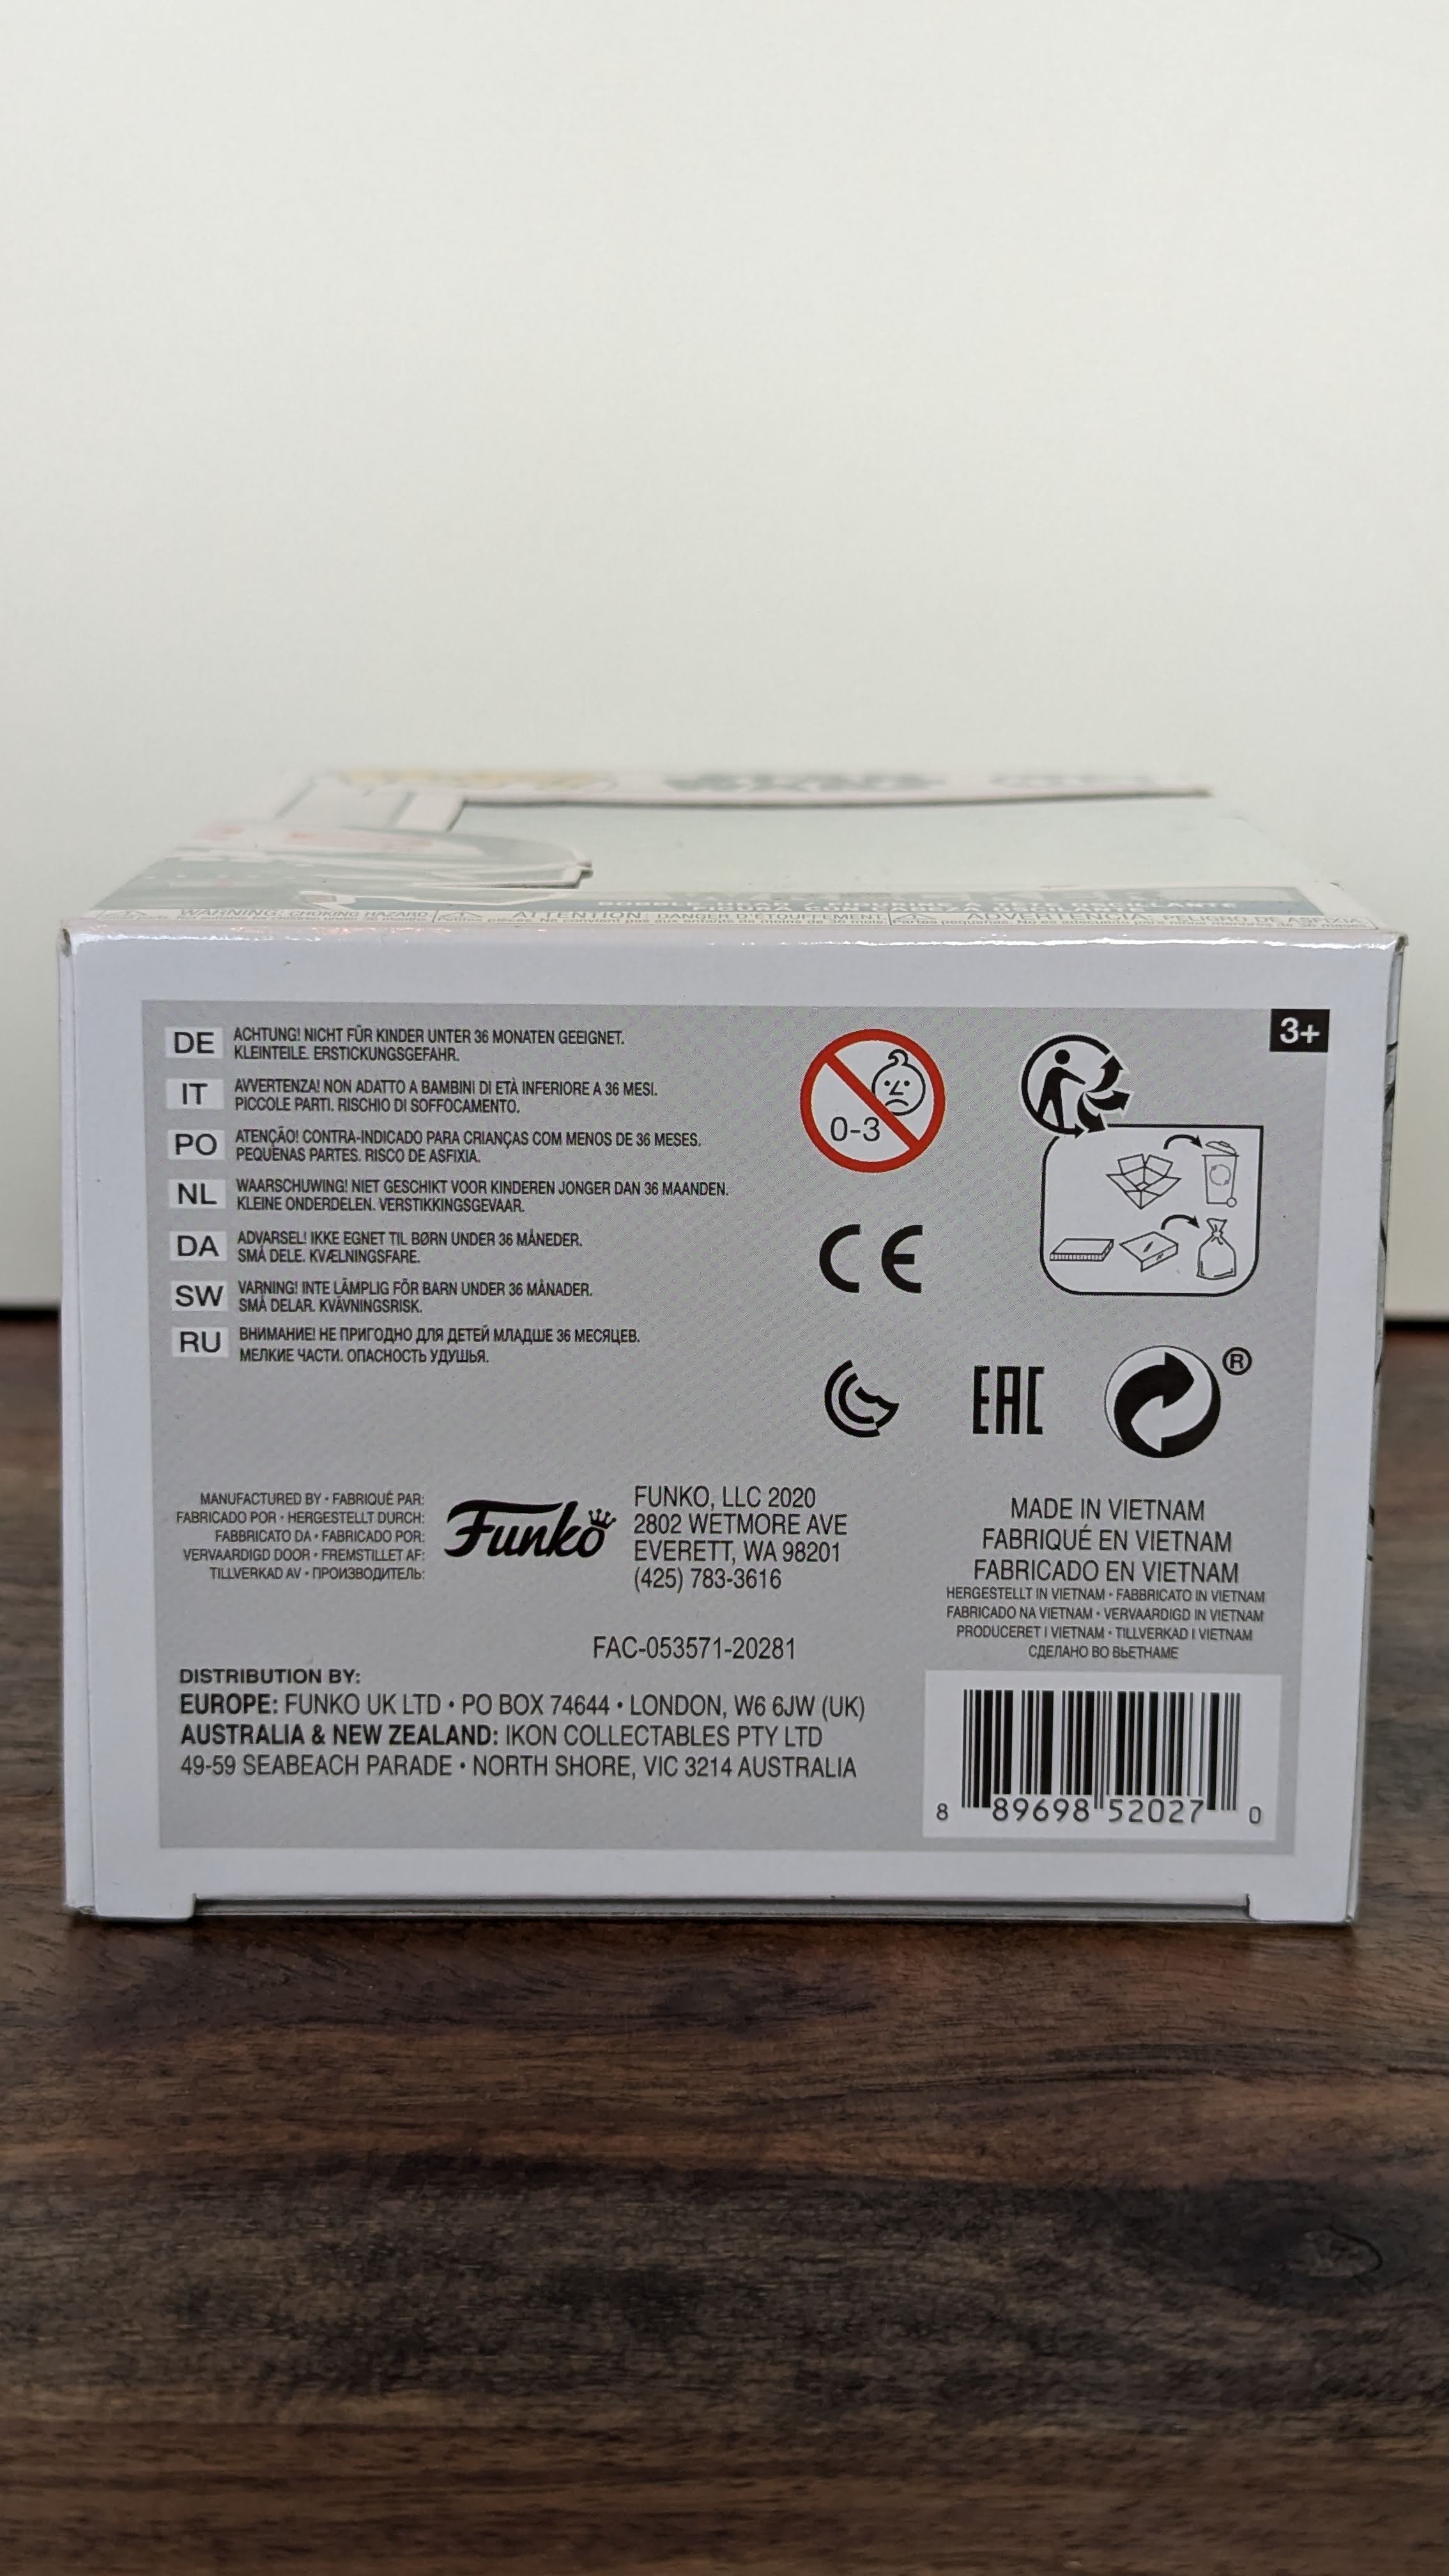 WARNING: CHOKING HAZARD
ATTENTION: DANGER D'ÉTOUFFEMENT
ADVERTENCIA: PELIGRO DE ASFIXIA
3+
DE ACHTUNG! NICHT FÜR KINDER UNTER 36 MONATEN GEEIGNET.
KLEINTEILE. ERSTICKUNGSGEFAHR.
IT AVVERTENZA! NON ADATTO A BAMBINI DI ETÀ INFERIORE A 36 MESI.
PICCOLE PARTI. RISCHIO DI SOFFOCAMENTO.
PO ATENÇÃO! CONTRA-INDICADO PARA CRIANÇAS COM MENOS DE 36 MESES.
PEQUENAS PARTES. RISCO DE ASFIXIA.
NL WAARSCHUWING! NIET GESCHIKT VOOR KINDEREN JONGER DAN 36 MAANDEN.
KLEINE ONDERDELEN. VERSTIKKINGSGEVAAR.
DA ADVARSEL! IKKE EGNET TIL BØRN UNDER 36 MÅNEDER.
SMÅ DELE. KVÆLNINGSFARE.
SW VARNING! INTE LÄMPLIG FÖR BARN UNDER 36 MÅNADER.
SMÅ DELAR. KVÄVNINGSRISK.
RU ВНИМАНИЕ! НЕ ПРИГОДНО ДЛЯ ДЕТЕЙ МЛАДШЕ 36 МЕСЯЦЕВ.
МЕЛКИЕ ЧАСТИ. ОПАСНОСТЬ УДУШЬЯ.
0-3
CE
EAC
®
MANUFACTURED BY • FABRIQUÉ PAR:
FABRICADO POR • HERGESTELLT DURCH:
FABBRICATO DA • FABRICADO POR:
VERVAARDIGD DOOR • FREMSTILLET AF:
TILLVERKAD AV • ПРОИЗВОДИТЕЛЬ:
Funko
FUNKO, LLC 2020
2802 WETMORE AVE
EVERETT, WA 98201
(425) 783-3616
MADE IN VIETNAM
FABRIQUÉ EN VIETNAM
FABRICADO EN VIETNAM
HERGESTELLT IN VIETNAM • FABBRICATO IN VIETNAM
FABRICADO NA VIETNAM • VERVAARDIGD IN VIETNAM
PRODUCERET I VIETNAM • TILLVERKAD I VIETNAM
СДЕЛАНО ВО ВЬЕТНАМЕ
FAC-053571-20281
DISTRIBUTION BY:
EUROPE: FUNKO UK LTD • PO BOX 74644 • LONDON, W6 6JW (UK)
AUSTRALIA & NEW ZEALAND: IKON COLLECTABLES PTY LTD
49-59 SEABEACH PARADE • NORTH SHORE, VIC 3214 AUSTRALIA
8 89698 52027 0